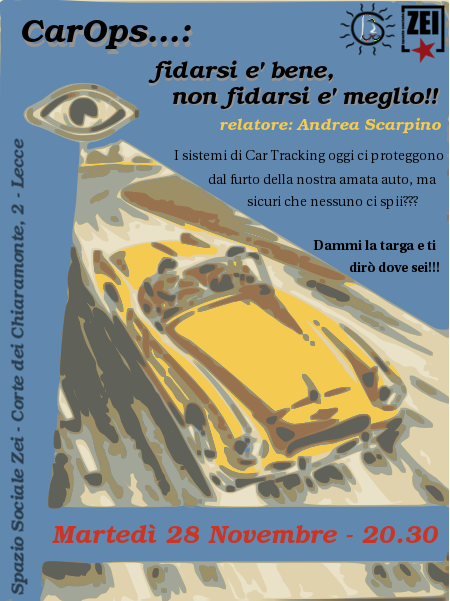 CarOps...:
ZEI
fidarsi e' bene,
non fidarsi e' meglio!!
relatore: Andrea Scarpino
I sistemi di Car Tracking oggi ci proteggono
dal furto della nostra amata auto, ma
sicuri che nessuno ci spii???
Dammi la targa e ti
dirò dove sei!!!
Spazio Sociale Zei - Corte dei Chiaramonte, 2 - Lecce
Martedì 28 Novembre - 20.30